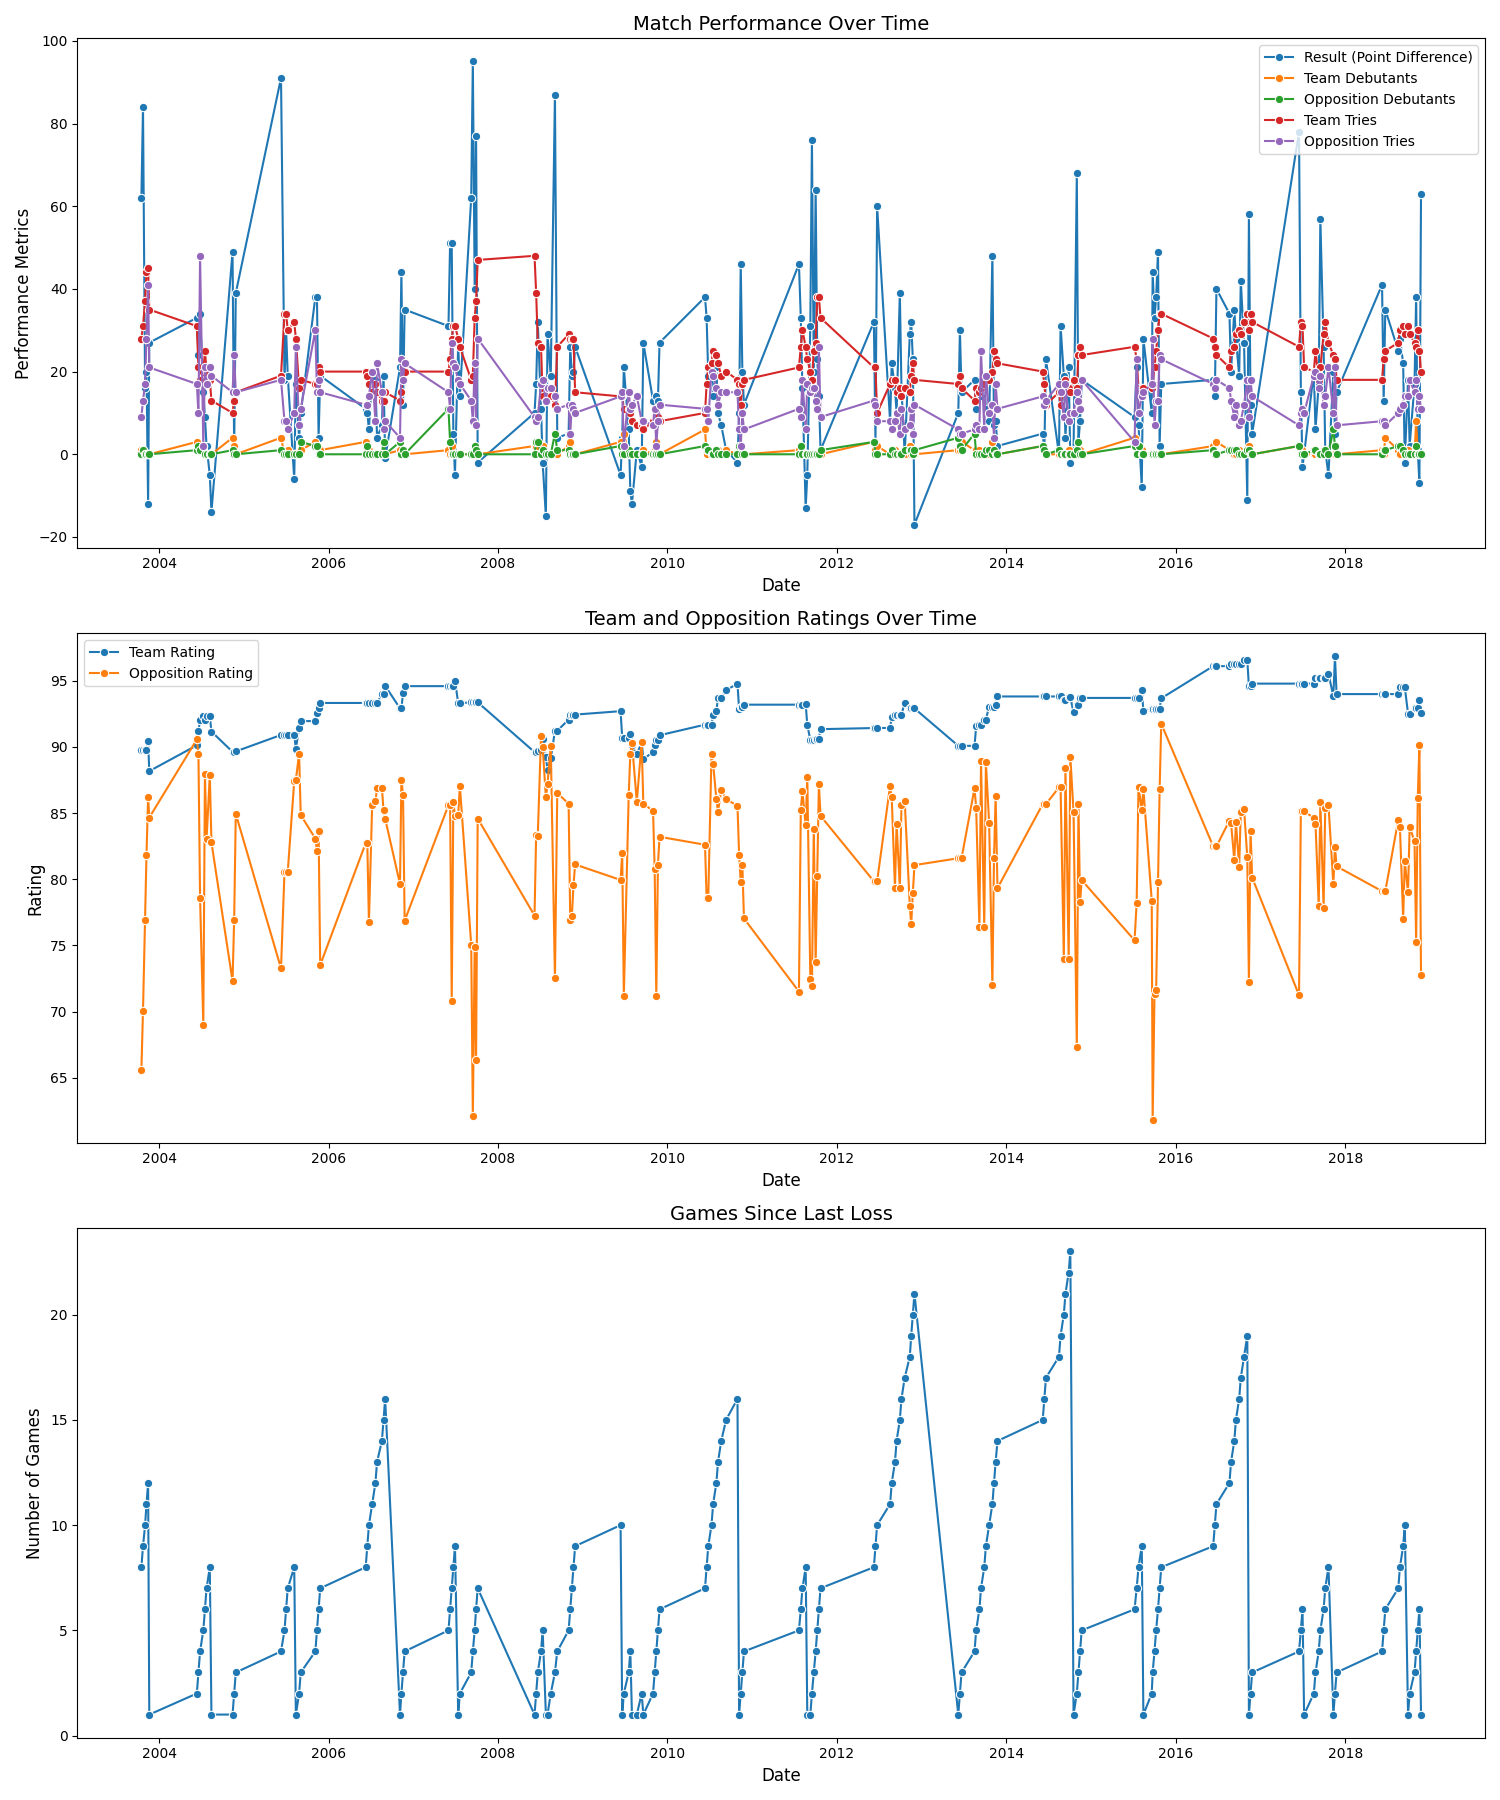 Match Performance Over Time
Performance Metrics
100
80
60
40
20
0
−20
Result (Point Difference)
Team Debutants
Opposition Debutants
Team Tries
Opposition Tries
2004 2006 2008 2010 2012 2014 2016 2018
Date
Team and Opposition Ratings Over Time
Rating
95
90
85
80
75
70
65
Team Rating
Opposition Rating
2004 2006 2008 2010 2012 2014 2016 2018
Date
Games Since Last Loss
Number of Games
20
15
10
5
0
2004 2006 2008 2010 2012 2014 2016 2018
Date